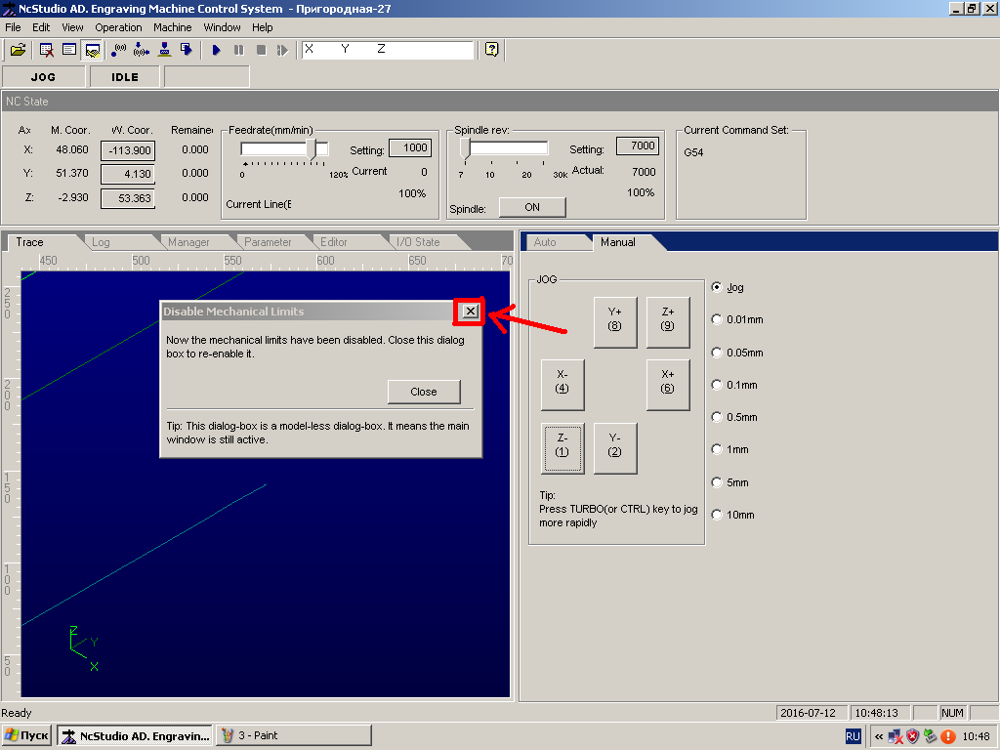 NcStudio AD. Engraving Machine Control System - Пригородная-27
File Edit View Operation Machine Window Help
X Y Z
JOG IDLE
NC State
Ax M. Coor. W. Coor. Remaine
X: 48.060 -113.900 0.000
Y: 51.370 4.130 0.000
Z: -2.930 53.363 0.000
Feedrate(mm/min)
Setting: 1000
0 120% Current 0
100%
Current Line(E
Spindle rev:
Setting: 7000
7 10 20 30k Actual: 7000
100%
Spindle: ON
Current Command Set:
G54
Trace Log Manager Parameter Editor I/O State
450 500 550 600 650 70
250
200
150
100
50
Disable Mechanical Limits
Now the mechanical limits have been disabled. Close this dialog
box to re-enable it.
Close
Tip: This dialog-box is a model-less dialog-box. It means the main
window is still active.
Z
Y
X
Auto Manual
JOG
Y+
(8)
Z+
(9)
X-
(4)
X+
(6)
Z-
(1)
Y-
(2)
Tip:
Press TURBO(or CTRL) key to jog
more rapidly
Jog
0.01mm
0.05mm
0.1mm
0.5mm
1mm
5mm
10mm
Ready 2016-07-12 10:48:13 NUM
Пуск NcStudio AD. Engravin... 3 - Paint RU « 10:48